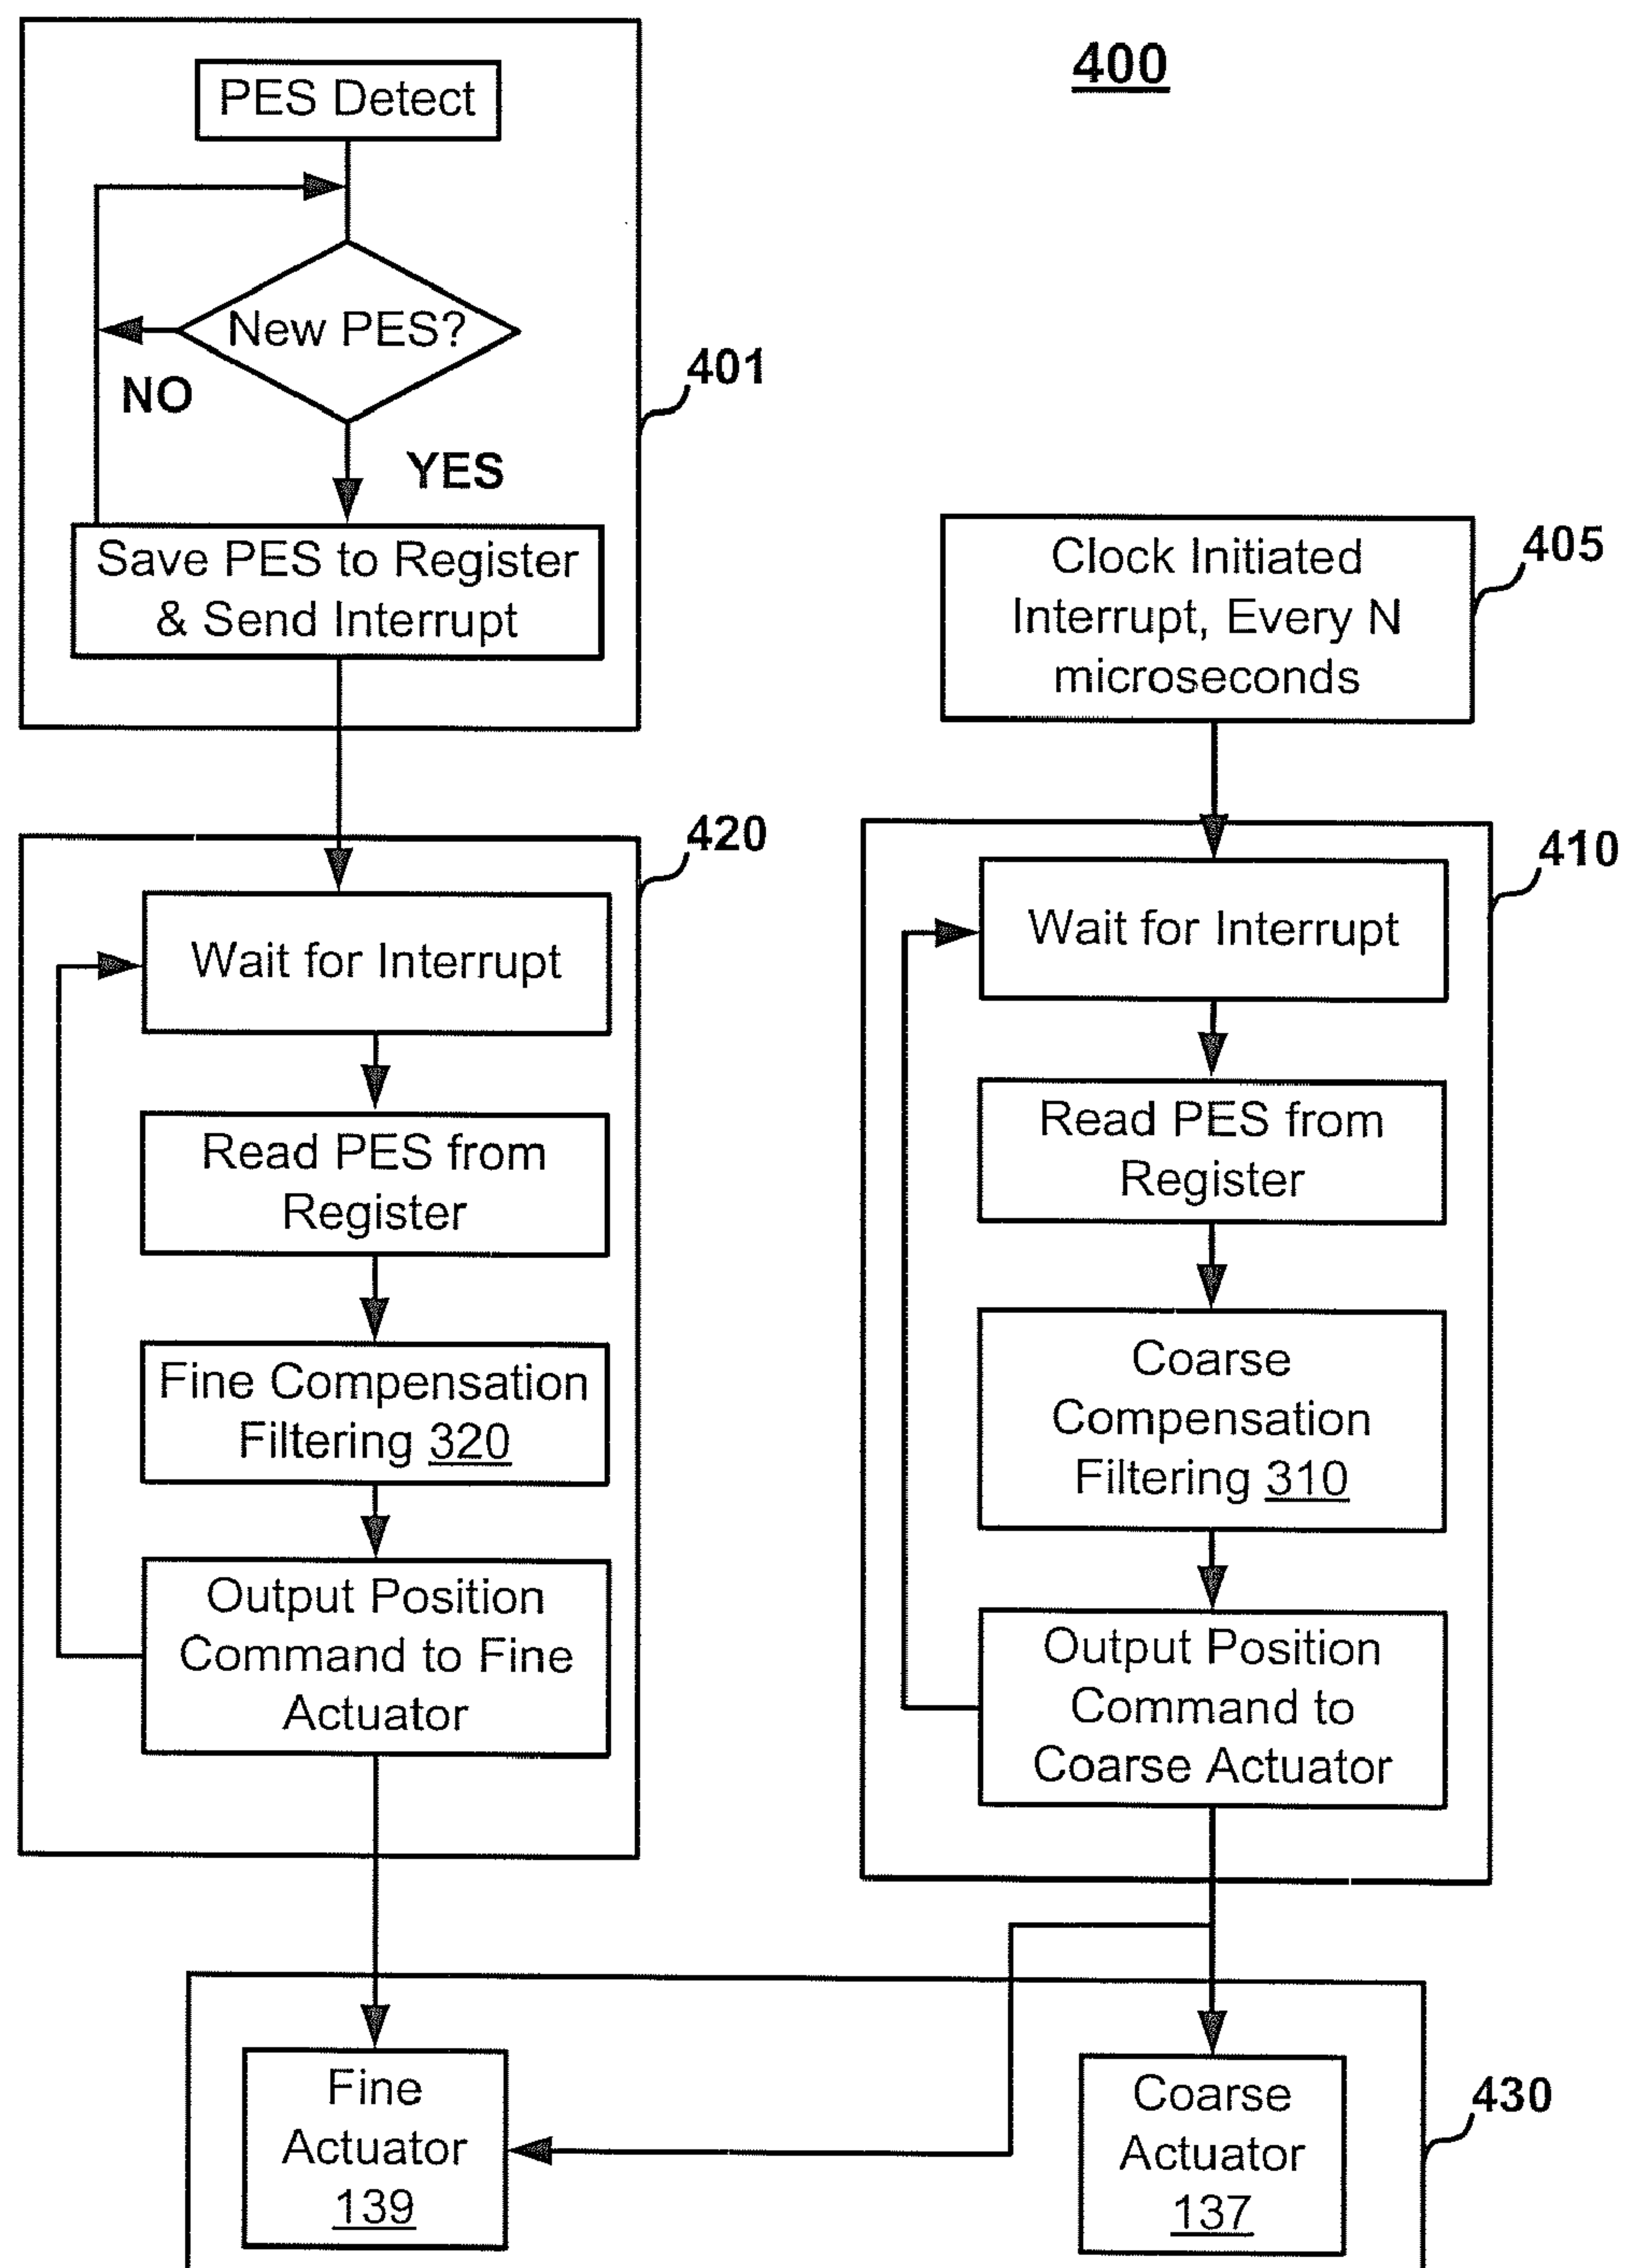 400
PES Detect
New PES?
NO
YES
401
Save PES to Register
& Send Interrupt
Clock Initiated
Interrupt, Every N
microseconds
405
420
Wait for Interrupt
Read PES from
Register
Fine Compensation
Filtering 320
Output Position
Command to Fine
Actuator
410
Wait for Interrupt
Read PES from
Register
Coarse
Compensation
Filtering 310
Output Position
Command to
Coarse Actuator
Fine
Actuator
139
Coarse
Actuator
137
430